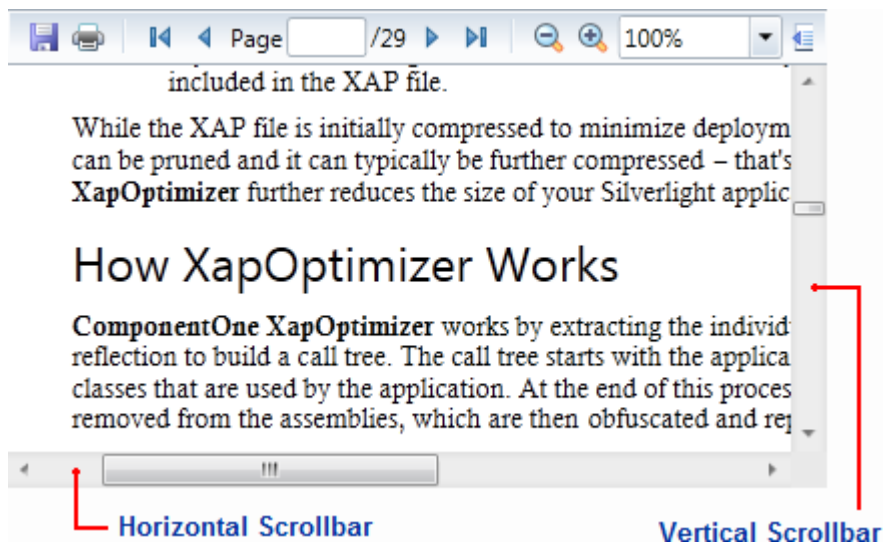 Page /29 100%
included in the XAP file.
While the XAP file is initially compressed to minimize deploym
can be pruned and it can typically be further compressed – that's
XapOptimizer further reduces the size of your Silverlight applic
How XapOptimizer Works
ComponentOne XapOptimizer works by extracting the individ
reflection to build a call tree. The call tree starts with the applica
classes that are used by the application. At the end of this proces
removed from the assemblies, which are then obfuscated and rep
Horizontal Scrollbar
Vertical Scrollbar